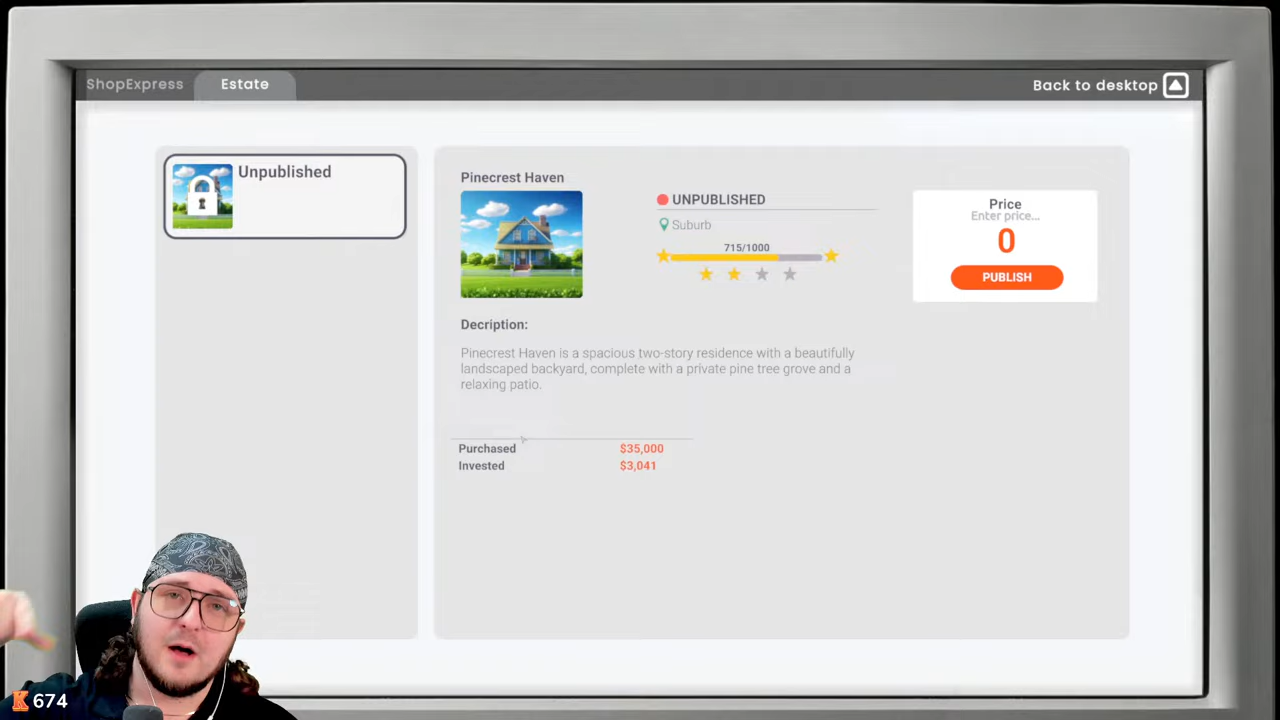 ShopExpress
Estate
Back to desktop
Unpublished
Pinecrest Haven
UNPUBLISHED
Suburb
715/1000
Price
Enter price...
0
PUBLISH
Decription:
Pinecrest Haven is a spacious two-story residence with a beautifully
landscaped backyard, complete with a private pine tree grove and a
relaxing patio.
Purchased $35,000
Invested $3,041
K 674